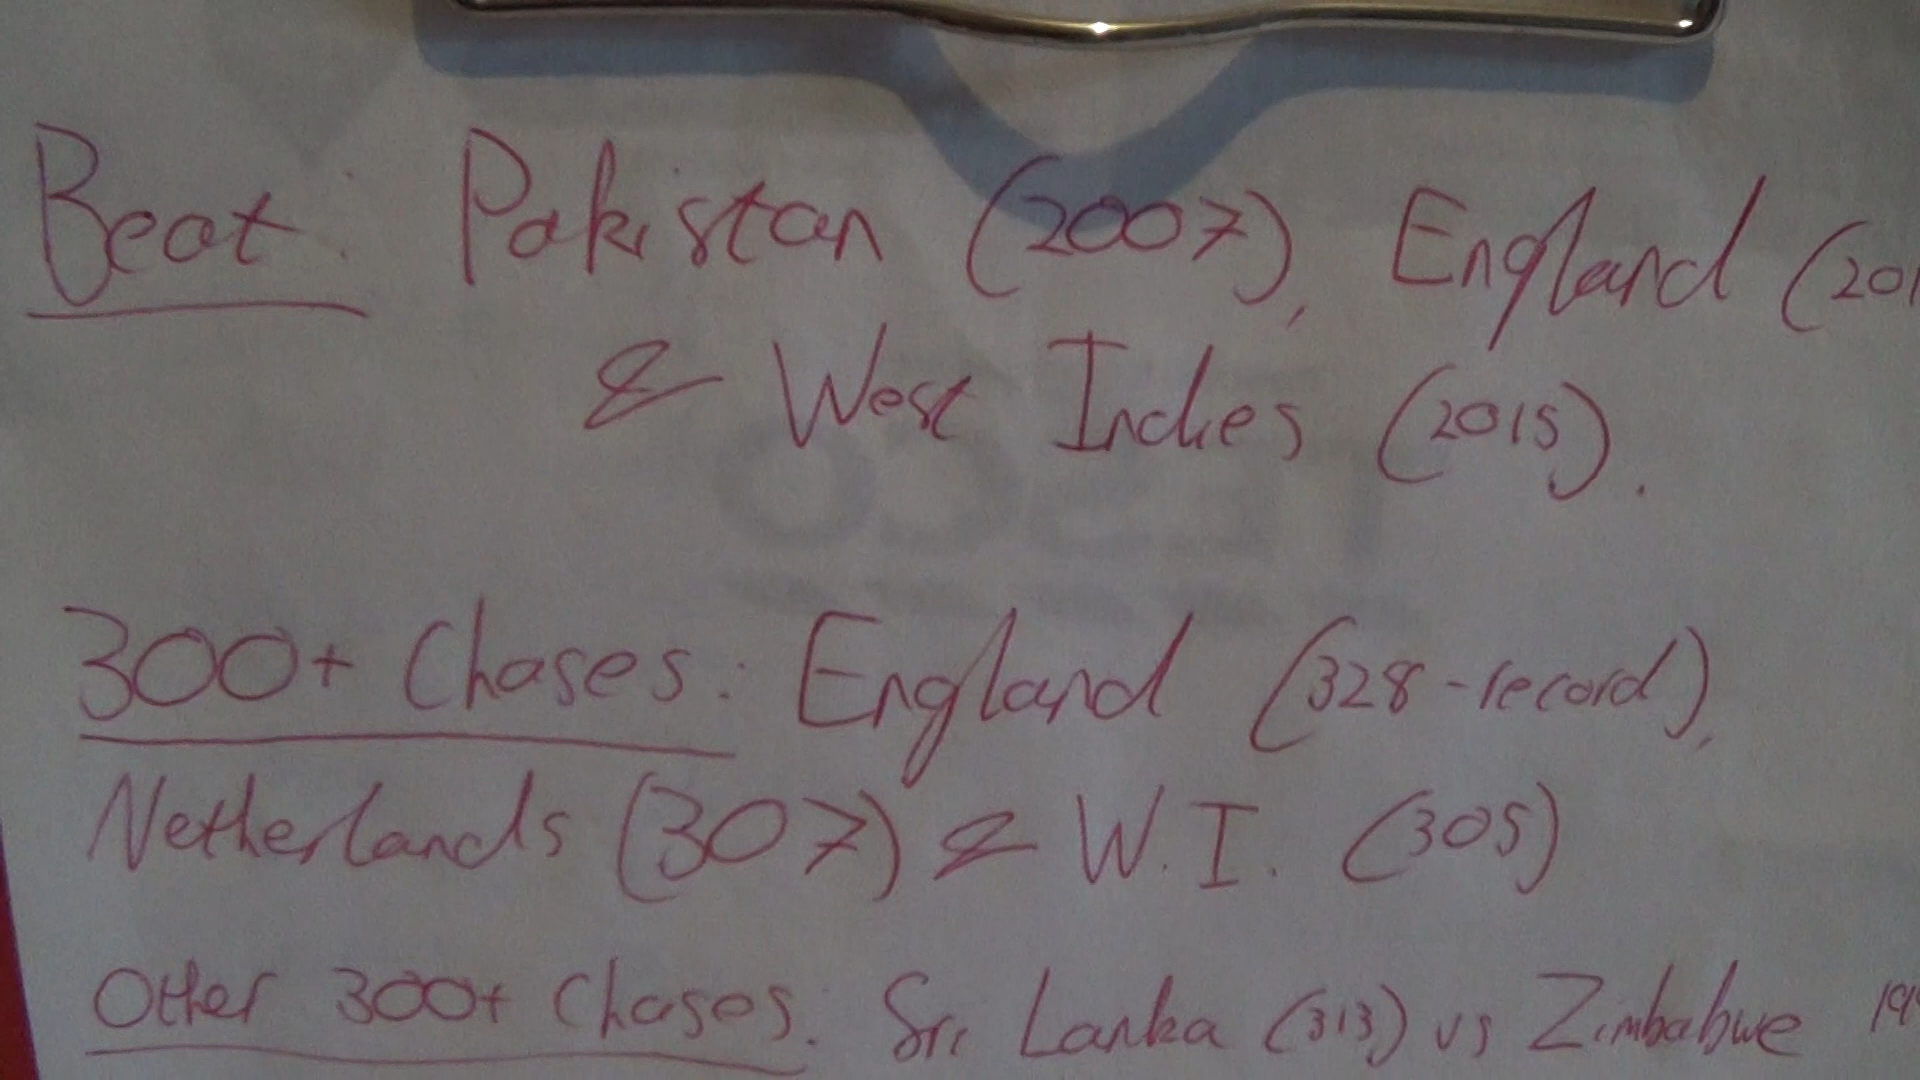 Beat: Pakistan (2007), England (201
& West Indies (2015).
300+ Chases: England (328-record),
Netherlands (307) & W.I. (305)
Other 300+ Chases: Sri Lanka (313) vs Zimbabwe 19